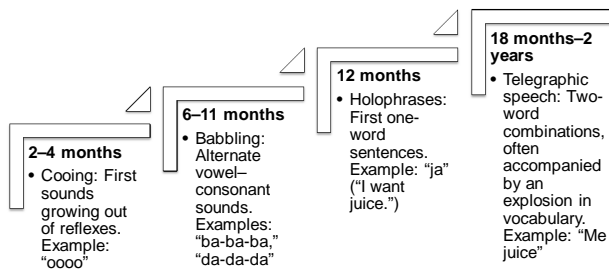 2–4 months
• Cooing: First
sounds
growing out
of reflexes.
Example:
“oooo”
6–11 months
• Babbling:
Alternate
vowel–
consonant
sounds.
Examples:
“ba-ba-ba,”
“da-da-da”
12 months
• Holophrases:
First one-
word
sentences.
Example: “ja”
(“I want
juice.”)
18 months–2
years
• Telegraphic
speech: Two-
word
combinations,
often
accompanied
by an
explosion in
vocabulary.
Example: “Me
juice”